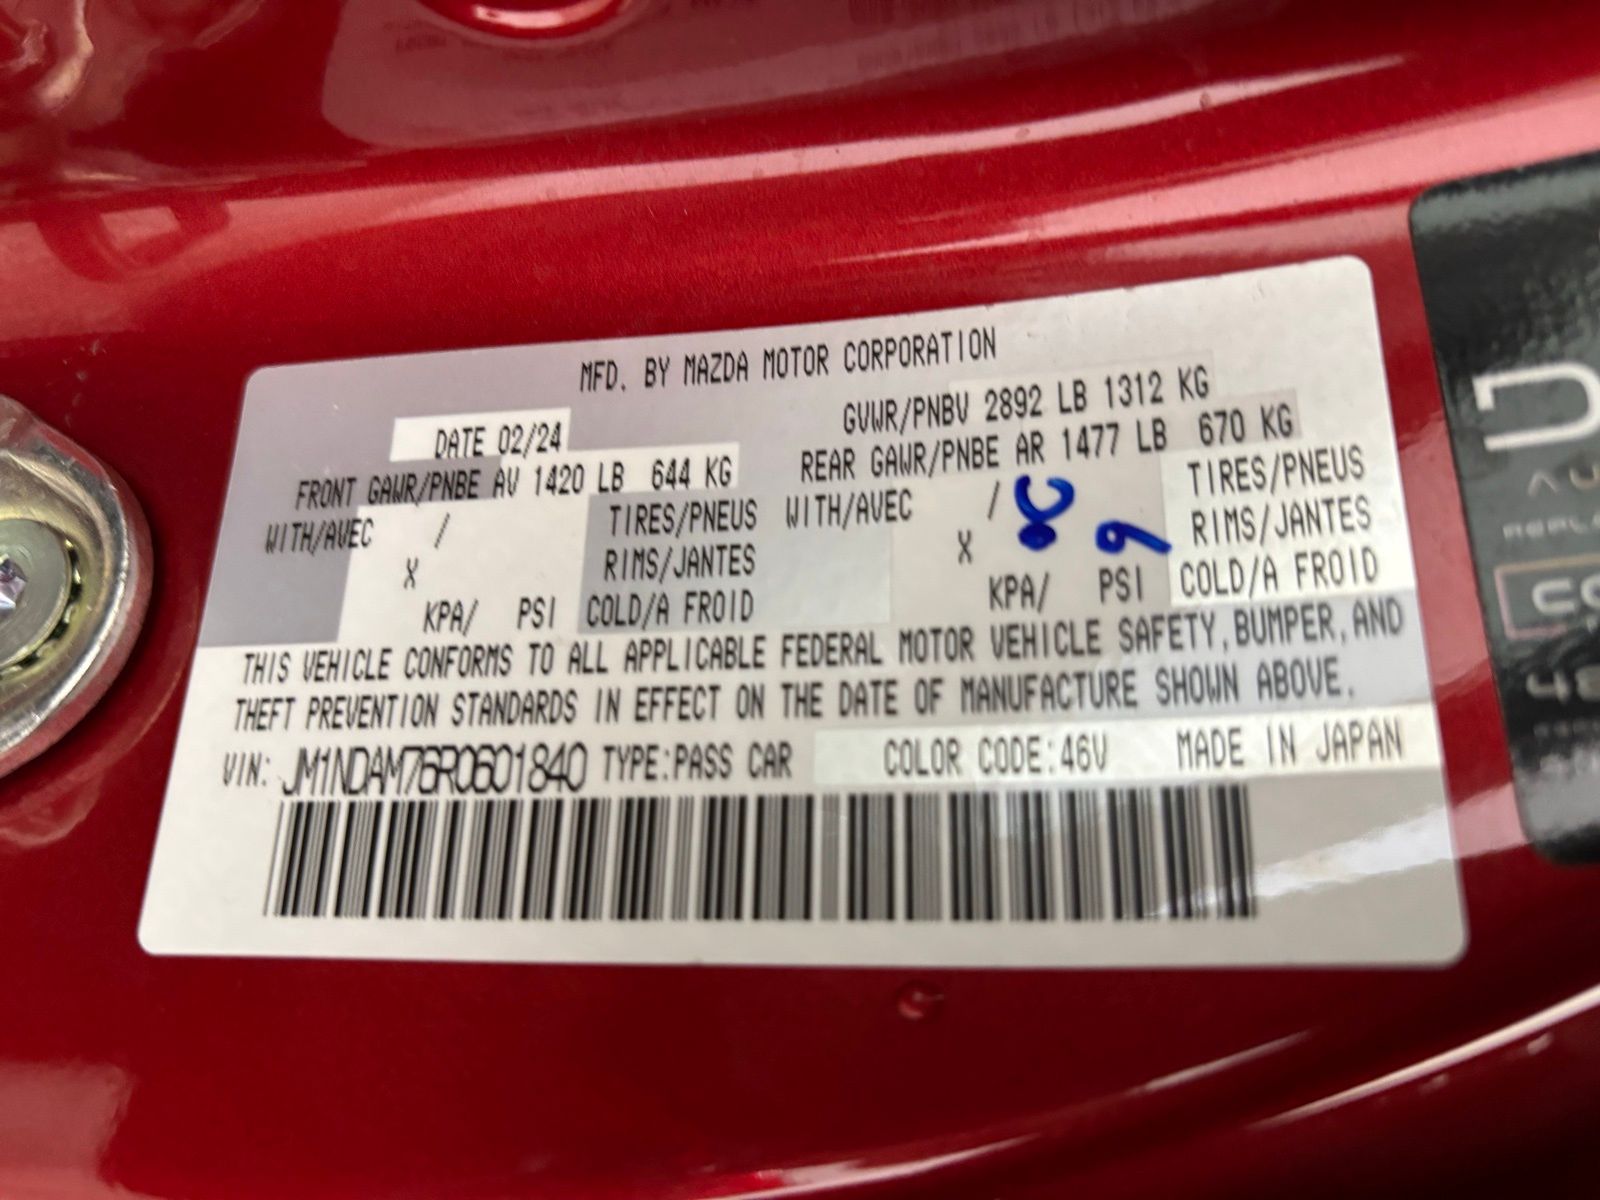 MFD. BY MAZDA MOTOR CORPORATION
DATE 02/24
GVWR/PNBV 2892 LB 1312 KG
FRONT GAWR/PNBE AV 1420 LB 644 KG
REAR GAWR/PNBE AR 1477 LB 670 KG
WITH/AVEC / TIRES/PNEUS
WITH/AVEC / TIRES/PNEUS
X RIMS/JANTES
X RIMS/JANTES
KPA/ PSI COLD/A FROID
KPA/ PSI COLD/A FROID
THIS VEHICLE CONFORMS TO ALL APPLICABLE FEDERAL MOTOR VEHICLE SAFETY, BUMPER, AND
THEFT PREVENTION STANDARDS IN EFFECT ON THE DATE OF MANUFACTURE SHOWN ABOVE.
VIN: JM1NDAM76R0601840 TYPE:PASS CAR COLOR CODE:46V MADE IN JAPAN